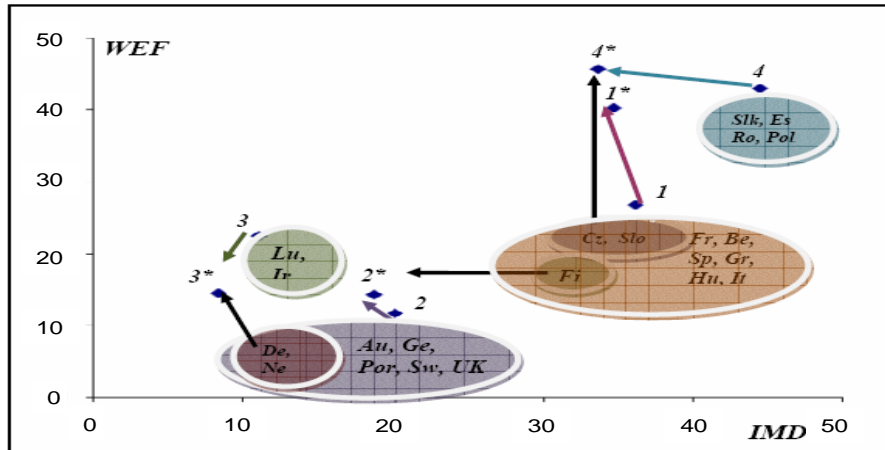 50
WEF
4*
4
40
1*
Slk, Es
Ro, Pol
30
1
3
20
Lu,
Ir
Cz, Slo
Fr, Be,
Sp, Gr,
Hu, It
Fi
3*
2*
2
10
De,
Ne
Au, Ge,
Por, Sw, UK
0
0
10
20
30
40
50
IMD